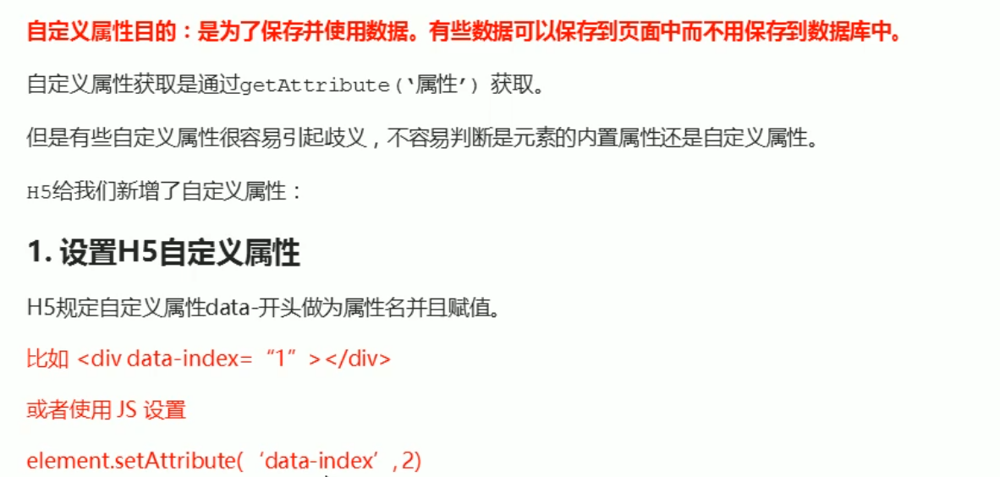 自定义属性目的：是为了保存并使用数据。有些数据可以保存到页面中而不用保存到数据库中。
自定义属性获取是通过getAttribute(‘属性’) 获取。
但是有些自定义属性很容易引起歧义，不容易判断是元素的内置属性还是自定义属性。
H5给我们新增了自定义属性：
1. 设置H5自定义属性
H5规定自定义属性data-开头做为属性名并且赋值。
比如 <div data-index=“1”></div>
或者使用 JS 设置
element.setAttribute(‘data-index’, 2)